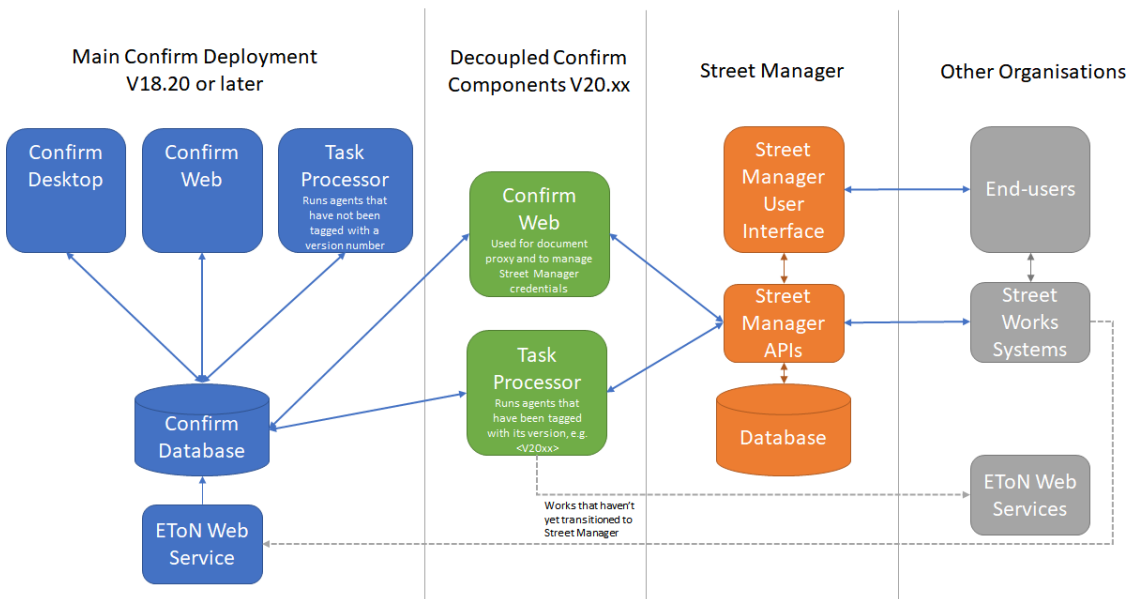 Main Confirm Deployment
V18.20 or later
Decoupled Confirm
Components V20.xx
Street Manager
Other Organisations
Confirm
Desktop
Confirm
Web
Task
Processor
Runs agents that
have not been
tagged with a
version number
Confirm
Database
EToN Web
Service
Confirm
Web
Used for document
proxy and to manage
Street Manager
credentials
Task
Processor
Runs agents that
have been tagged
with its version, e.g.
<V20xx>
Works that haven't
yet transitioned to
Street Manager
Street
Manager
User
Interface
Street
Manager
APIs
Database
End-users
Street
Works
Systems
EToN Web
Services